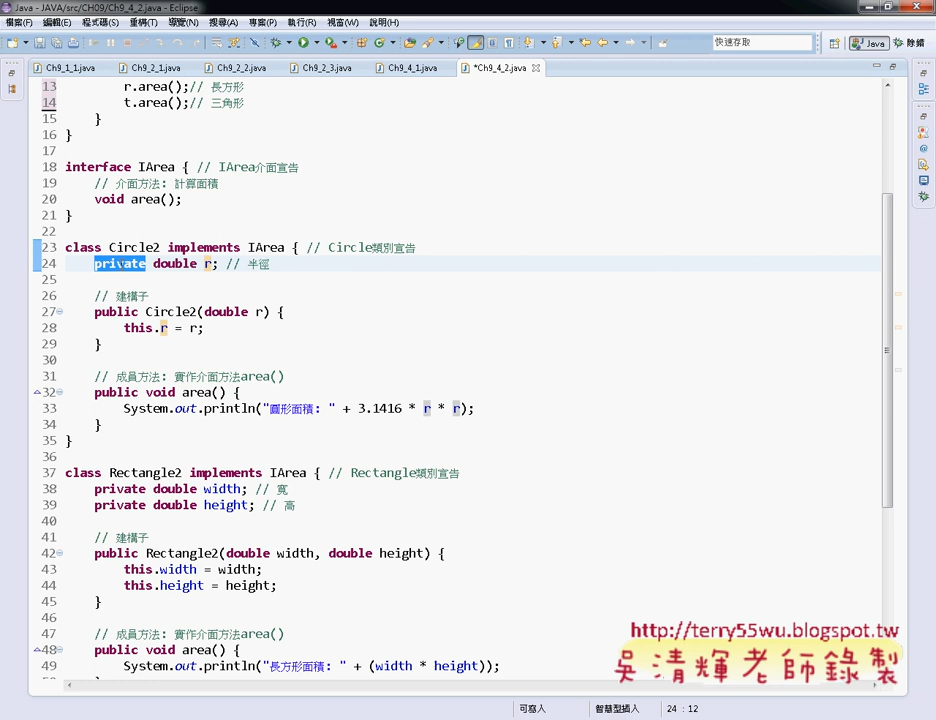 Java - JAVA/src/CH09/Ch9_4_2.java - Eclipse
檔案(F) 編輯(E) 程式碼(S) 重構(T) 導覽(N) 搜尋(A) 專案(P) 執行(R) 視窗(W) 說明(H)
快速存取 Java 除錯
Ch9_1_1.java Ch9_2_1.java Ch9_2_2.java Ch9_2_3.java Ch9_4_1.java *Ch9_4_2.java
13 r.area();// 長方形
14 t.area();// 三角形
15 }
16 }
17
18 interface IArea { // IArea介面宣告
19 // 介面方法: 計算面積
20 void area();
21 }
22
23 class Circle2 implements IArea { // Circle類別宣告
24 private double r; // 半徑
25
26 // 建構子
27 public Circle2(double r) {
28 this.r = r;
29 }
30
31 // 成員方法: 實作介面方法area()
32 public void area() {
33 System.out.println("圓形面積: " + 3.1416 * r * r);
34 }
35 }
36
37 class Rectangle2 implements IArea { // Rectangle類別宣告
38 private double width; // 寬
39 private double height; // 高
40
41 // 建構子
42 public Rectangle2(double width, double height) {
43 this.width = width;
44 this.height = height;
45 }
46
47 // 成員方法: 實作介面方法area()
48 public void area() {
49 System.out.println("長方形面積: " + (width * height));
http://terry55wu.blogspot.tw
吳清輝老師錄製
可寫入 智慧型插入 24 : 12